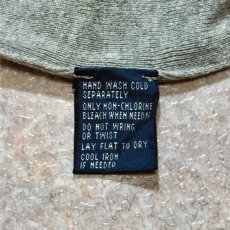 HAND WASH COLD
SEPARATELY
ONLY NON-CHLORINE
BLEACH WHEN NEEDED
DO NOT WRING
OR TWIST
LAY FLAT TO DRY
COOL IRON
IF NEEDED